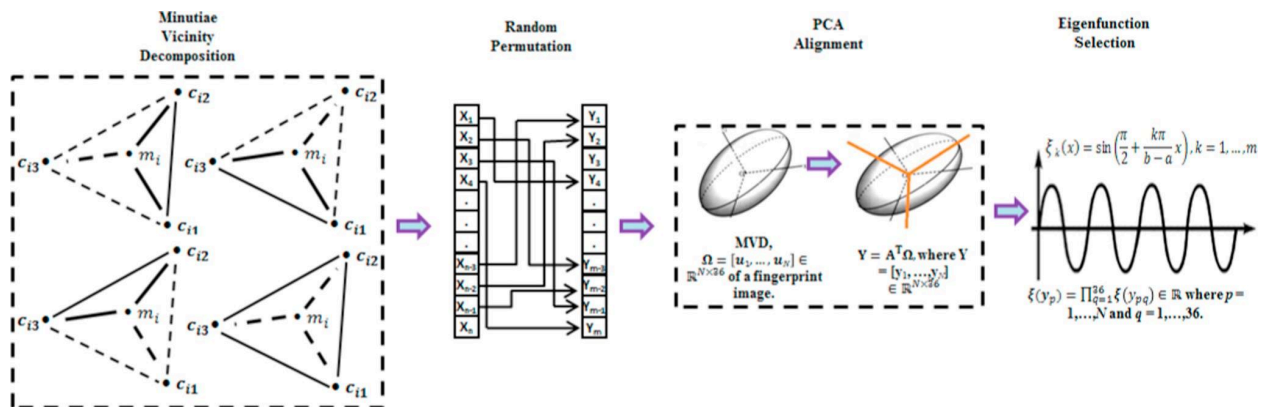 Minutiae
Vicinity
Decomposition
c_{i2}
c_{i3}
m_i
c_{i1}
c_{i2}
c_{i3}
m_i
c_{i1}
c_{i2}
c_{i3}
m_i
c_{i1}
c_{i2}
c_{i3}
m_i
c_{i1}
Random
Permutation
X_1
X_2
X_3
X_4
.
.
.
X_{n-3}
X_{n-2}
X_{n-1}
X_n
Y_1
Y_2
Y_3
Y_4
.
.
.
Y_{m-3}
Y_{m-2}
Y_{m-1}
Y_m
PCA
Alignment
MVD,
Ω = [u_1, … , u_N] ∈
ℝ^{N×36} of a fingerprint
image.
Y = A^T Ω, where Y
= [y_1, …, y_N]
∈ ℝ^{N×36}
Eigenfunction
Selection
ξ_k(x) = sin(π/2 + kπ/(b−a) x), k = 1, …, m
ξ(y_p) = ∏_{q=1}^{36} ξ(y_{pq}) ∈ ℝ where p =
1,…,N and q = 1,…,36.